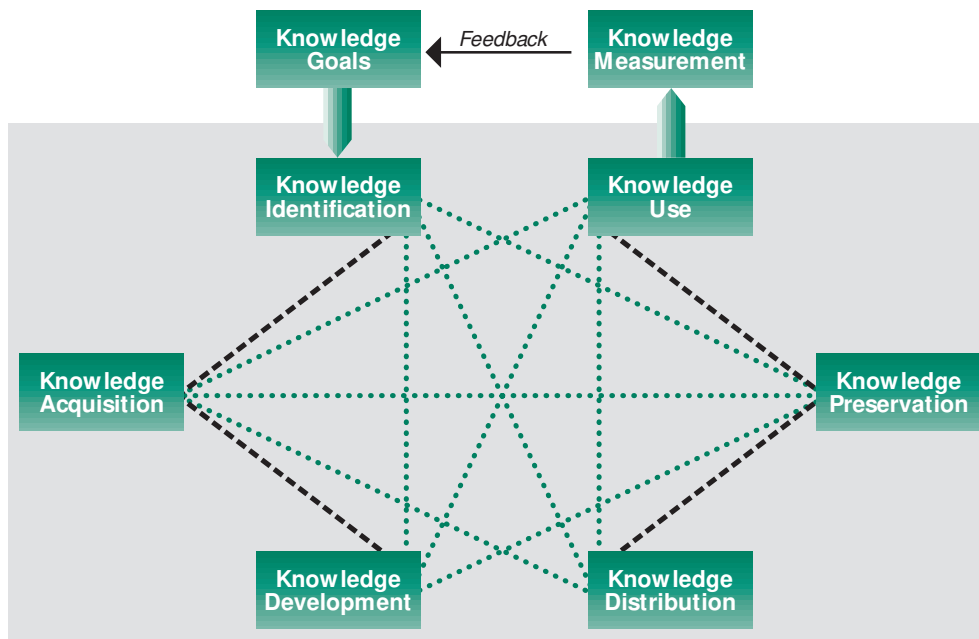 Knowledge
Goals
Feedback
Knowledge
Measurement
Knowledge
Identification
Knowledge
Use
Knowledge
Acquisition
Knowledge
Preservation
Knowledge
Development
Knowledge
Distribution